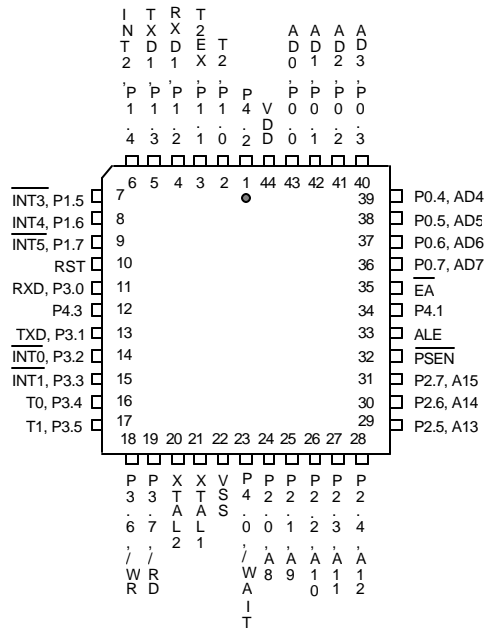 INT2, P1.4
TXD1, P1.3
RXD1, P1.2
T2EX, P1.1
T2, P1.0
P4.2
VDD
AD0, P0.0
AD1, P0.1
AD2, P0.2
AD3, P0.3
6 5 4 3 2 1 44 43 42 41 40
INT3, P1.5 7
INT4, P1.6 8
INT5, P1.7 9
RST 10
RXD, P3.0 11
P4.3 12
TXD, P3.1 13
INT0, P3.2 14
INT1, P3.3 15
T0, P3.4 16
T1, P3.5 17
39 P0.4, AD4
38 P0.5, AD5
37 P0.6, AD6
36 P0.7, AD7
35 EA
34 P4.1
33 ALE
32 PSEN
31 P2.7, A15
30 P2.6, A14
29 P2.5, A13
18 19 20 21 22 23 24 25 26 27 28
P3.6, /WR
P3.7, /RD
XTAL2
XTAL1
VSS
P4.0, /WAIT
P2.0, A8
P2.1, A9
P2.2, A10
P2.3, A11
P2.4, A12